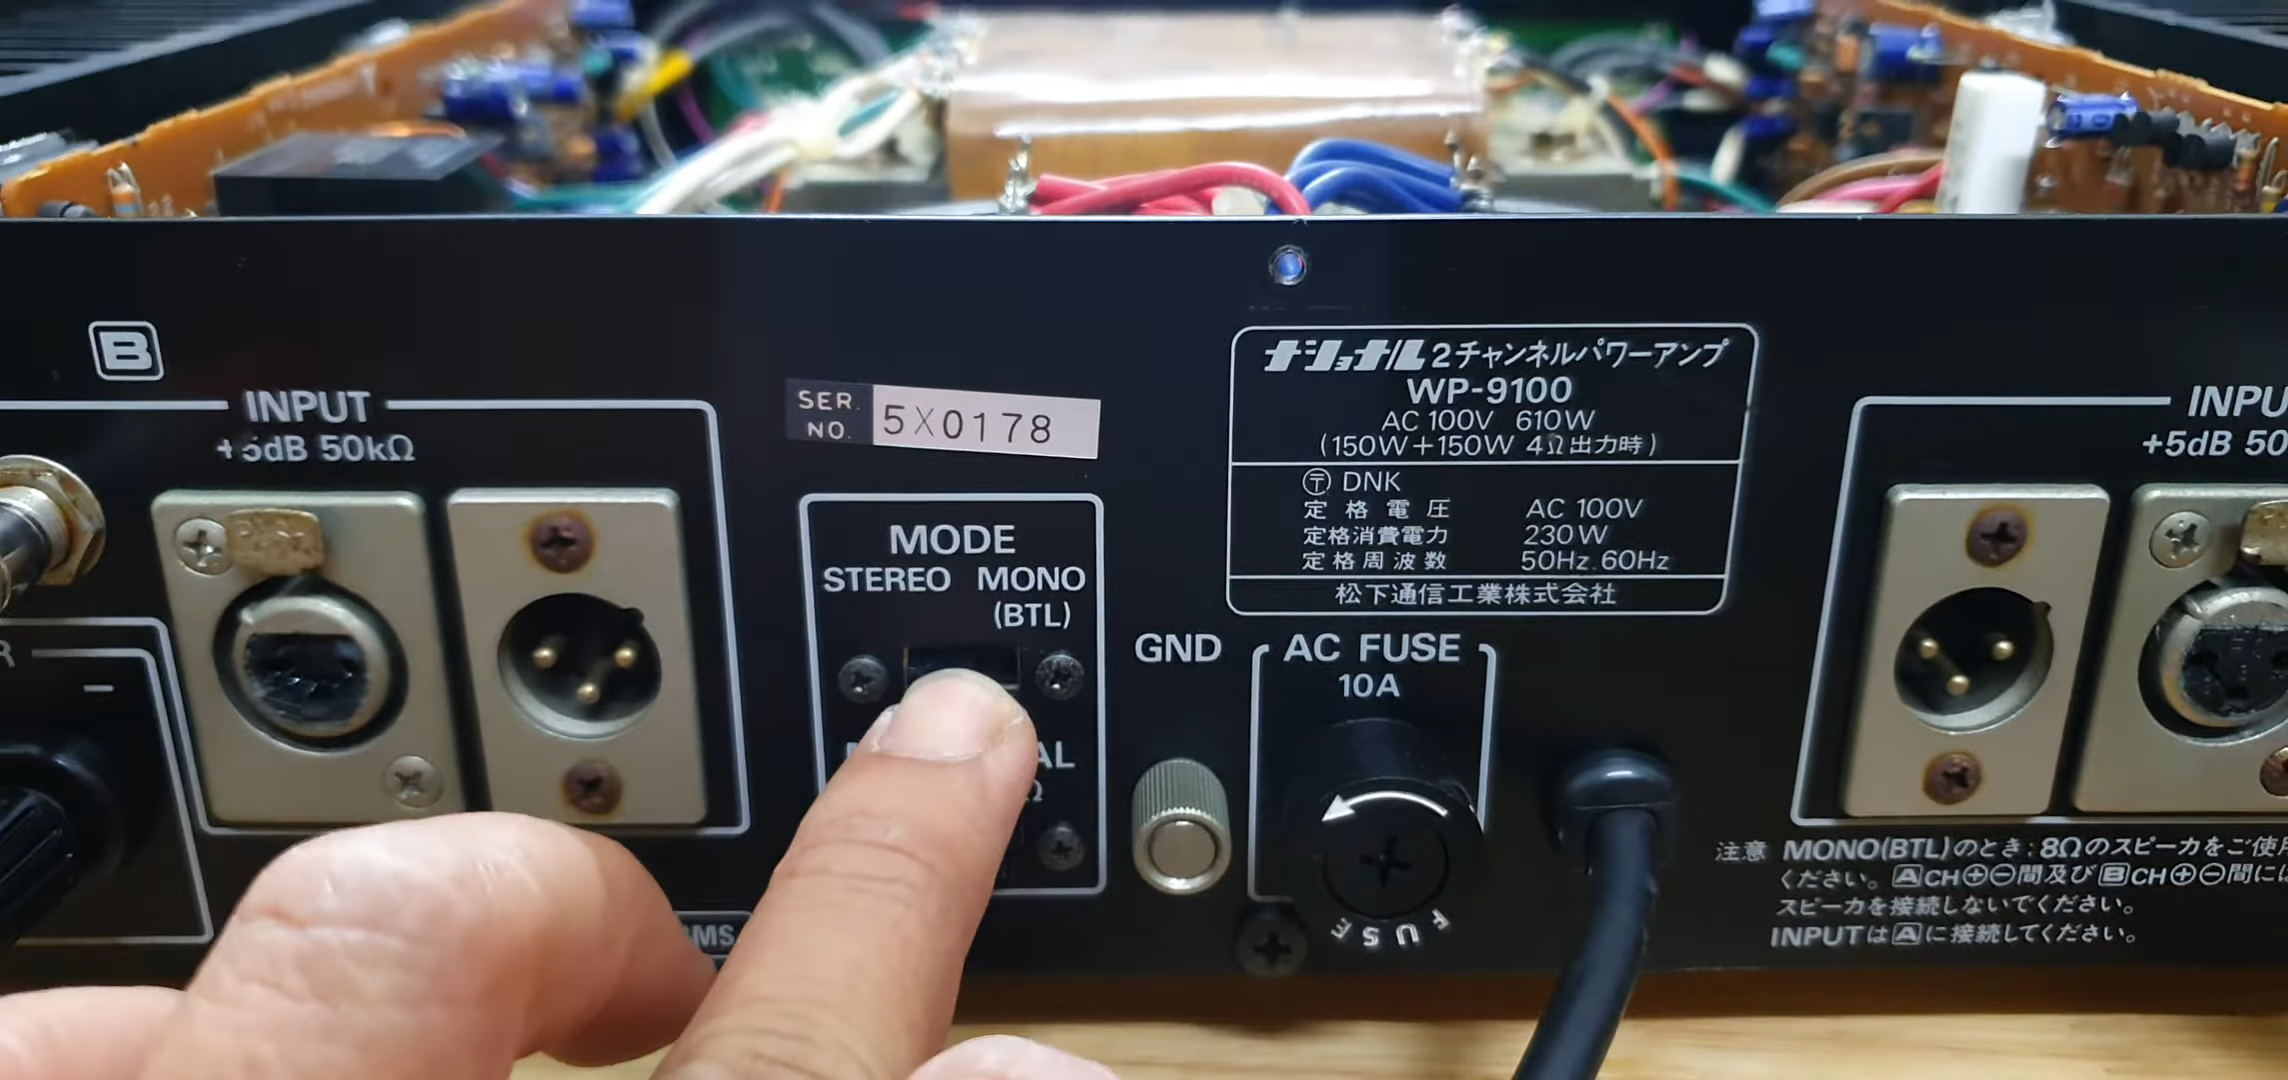 B
INPUT
+5dB 50kΩ
SER.
NO.
5X0178
MODE
STEREO MONO
(BTL)
ナショナル 2チャンネルパワーアンプ
WP-9100
AC 100V 610W
(150W+150W 4Ω出力時)
〒 DNK
定格電圧 AC 100V
定格消費電力 230W
定格周波数 50Hz.60Hz
松下通信工業株式会社
GND
AC FUSE
10A
FUSE
+5dB 50
注意 MONO(BTL)のとき:8Ωのスピーカをご使
ください。ACH⊕⊖間及びBCH⊕⊖間に
スピーカを接続しないでください。
INPUTはAに接続してください。